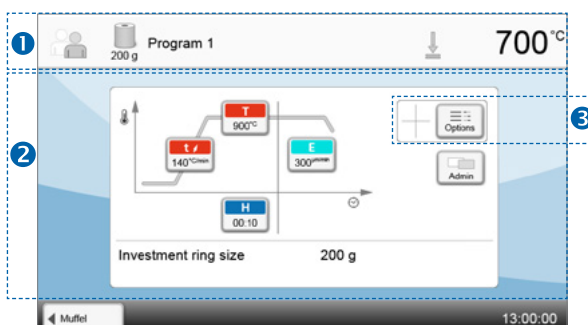 1
Program 1
200 g
700°C
2
3
T
900°C
t
140°C/min
E
300µm/min
H
00:10
Options
Admin
Investment ring size 200 g
Muffel
13:00:00